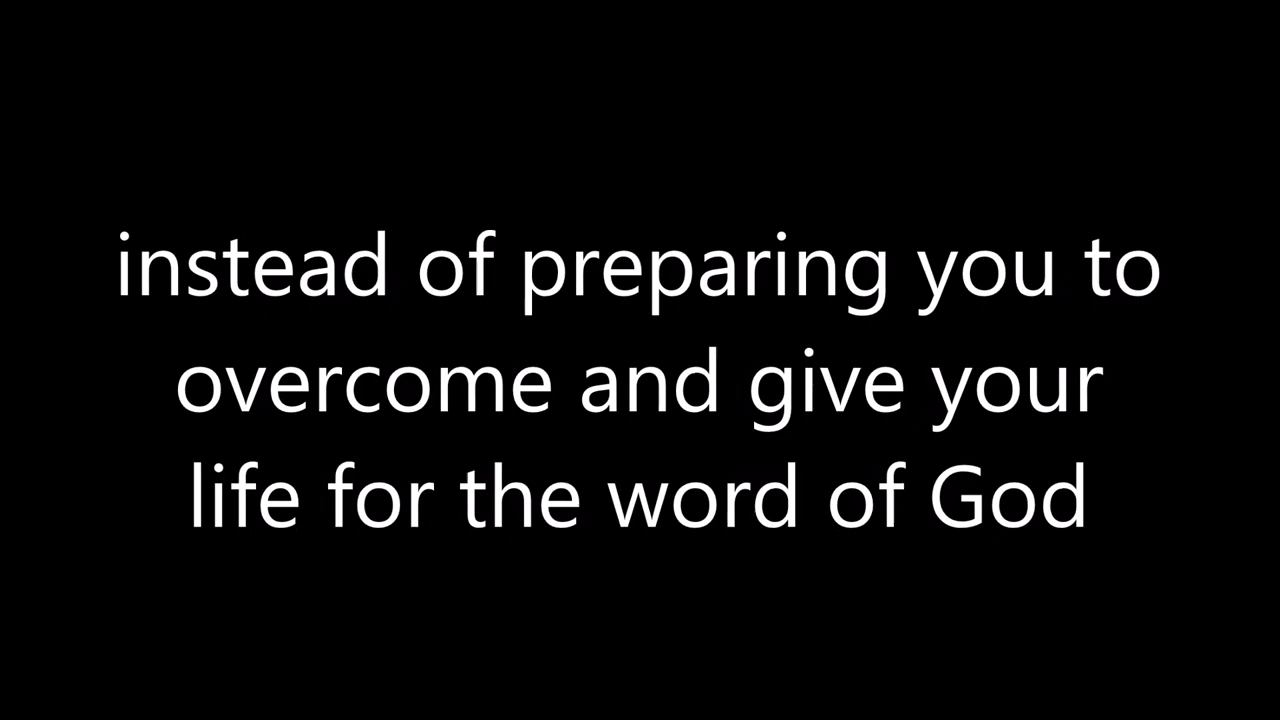 instead of preparing you to
overcome and give your
life for the word of God